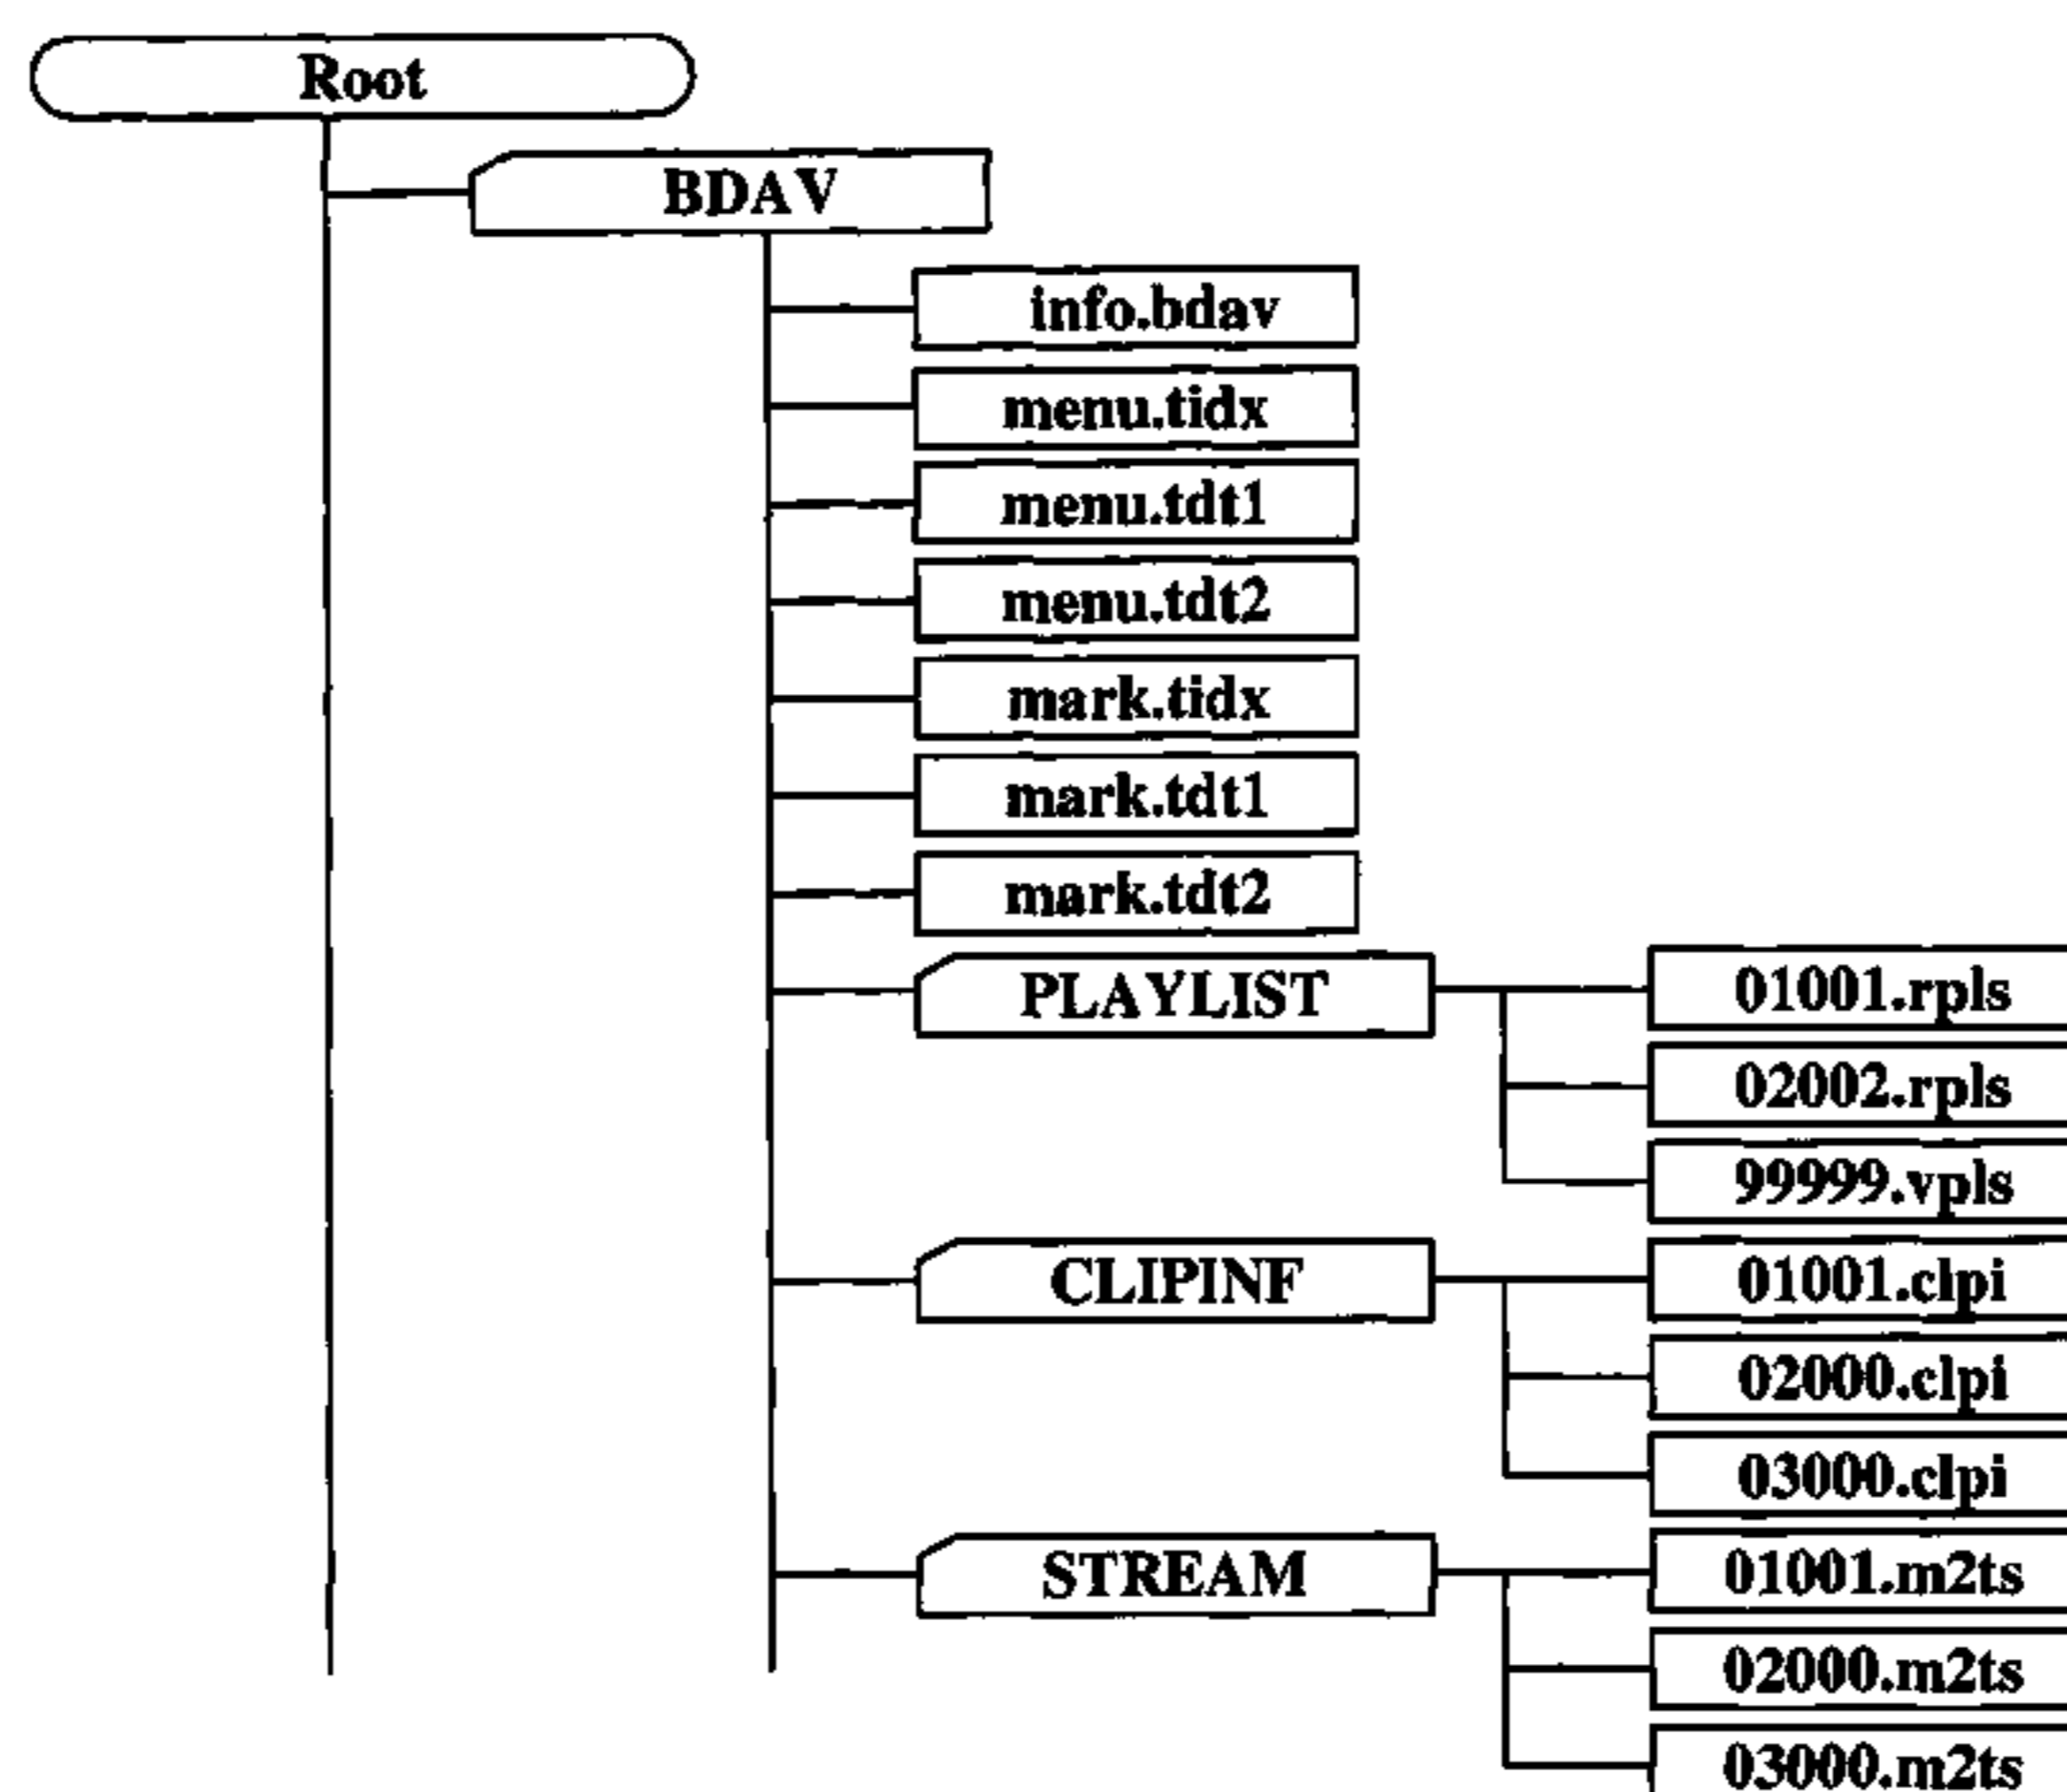 Root
BDAV
info.bdav
menu.tidx
menu.tdt1
menu.tdt2
mark.tidx
mark.tdt1
mark.tdt2
PLAYLIST
01001.rpls
02002.rpls
99999.vpls
CLIPINF
01001.clpi
02000.clpi
03000.clpi
STREAM
01001.m2ts
02000.m2ts
03000.m2ts